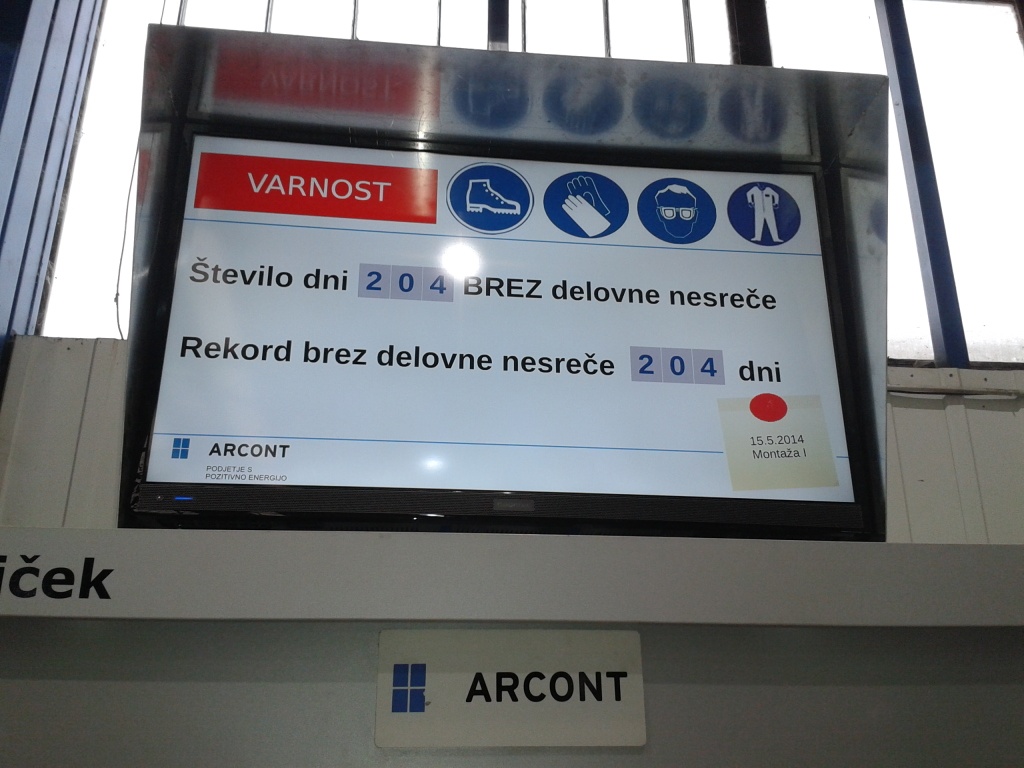 VARNOST
Število dni 204 BREZ delovne nesreče
Rekord brez delovne nesreče 204 dni
15.5.2014
Montaža I
ARCONT
PODJETJE S
POZITIVNO ENERGIJO
iček
ARCONT